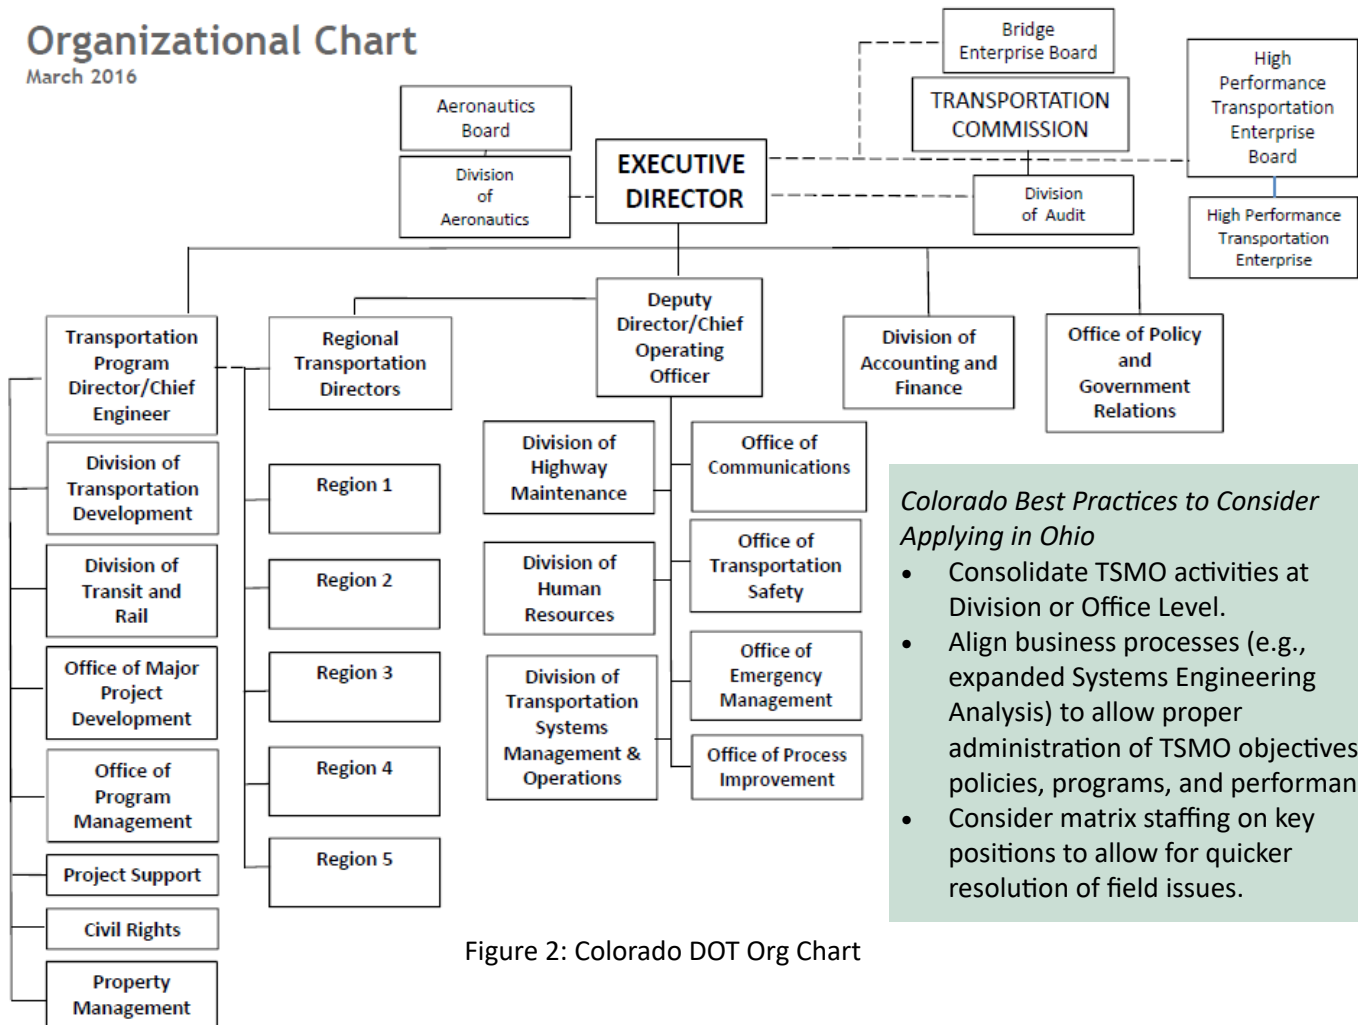 Organizational Chart
March 2016
Bridge
Enterprise Board
High
Performance
Transportation
Enterprise
Board
Aeronautics
Board
TRANSPORTATION
COMMISSION
EXECUTIVE
DIRECTOR
Division
of
Aeronautics
Division
of Audit
High Performance
Transportation
Enterprise
Transportation
Program
Director/Chief
Engineer
Regional
Transportation
Directors
Deputy
Director/Chief
Operating
Officer
Division of
Accounting and
Finance
Office of Policy
and
Government
Relations
Division of
Transportation
Development
Division of
Transit and
Rail
Office of Major
Project
Development
Office of
Program
Management
Project Support
Civil Rights
Property
Management
Region 1
Region 2
Region 3
Region 4
Region 5
Division of
Highway
Maintenance
Division of
Human
Resources
Division of
Transportation
Systems
Management &
Operations
Office of
Communications
Office of
Transportation
Safety
Office of
Emergency
Management
Office of Process
Improvement
Colorado Best Practices to Consider
Applying in Ohio
• Consolidate TSMO activities at
Division or Office Level.
• Align business processes (e.g.,
expanded Systems Engineering
Analysis) to allow proper
administration of TSMO objectives
policies, programs, and performan
• Consider matrix staffing on key
positions to allow for quicker
resolution of field issues.
Figure 2: Colorado DOT Org Chart